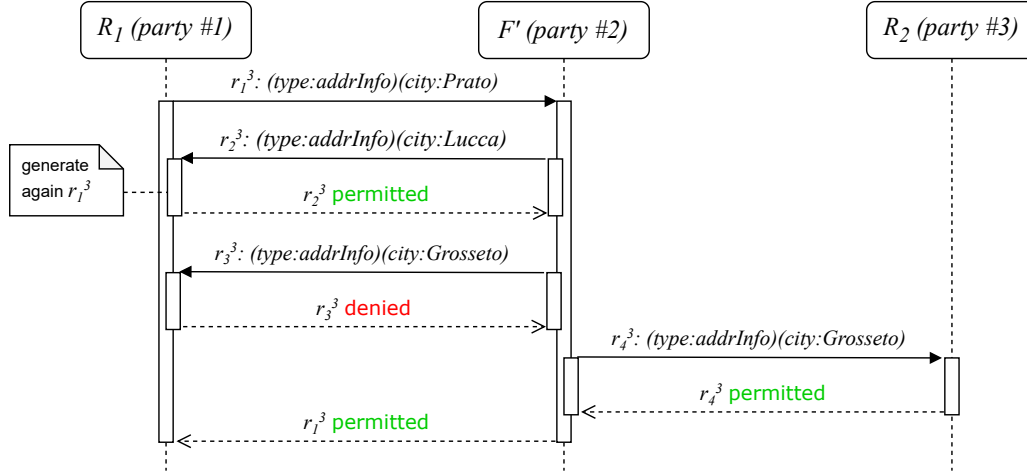 R₁ (party #1)
F' (party #2)
R₂ (party #3)
r₁³: (type:addrInfo)(city:Prato)
r₂³: (type:addrInfo)(city:Lucca)
generate
again r₁³
r₂³ permitted
r₃³: (type:addrInfo)(city:Grosseto)
r₃³ denied
r₄³: (type:addrInfo)(city:Grosseto)
r₄³ permitted
r₁³ permitted